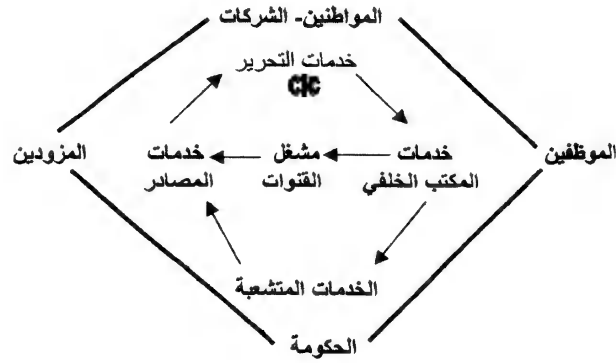 المواطنين- الشركات
خدمات التحرير
CIC
الموظفين
خدمات
المكتب الخلفي
مشغل
القنوات
خدمات
المصادر
المزودين
الخدمات المتشعبة
الحكومة